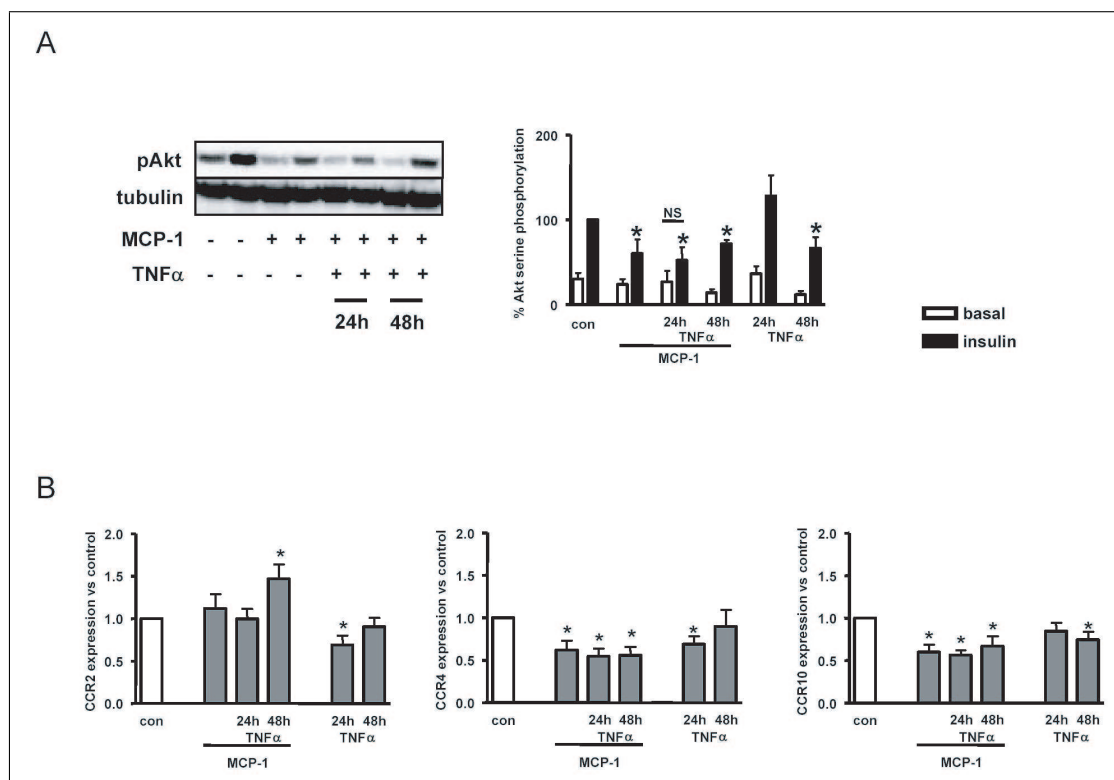 A
pAkt
tubulin
MCP-1 - - + + + + + +
TNFα - - - - + + + +
24h 48h
% Akt serine phosphorylation
200
100
0
NS
* * * *
con 24h 48h 24h 48h
TNFα TNFα
MCP-1
basal
insulin
B
CCR2 expression vs control
2.0
1.5
1.0
0.5
0.0
* *
con 24h 48h 24h 48h
TNFα TNFα
MCP-1
CCR4 expression vs control
2.0
1.5
1.0
0.5
0.0
* * * *
con 24h 48h 24h 48h
TNFα TNFα
MCP-1
CCR10 expression vs control
2.0
1.5
1.0
0.5
0.0
* * * *
con 24h 48h 24h 48h
TNFα TNFα
MCP-1